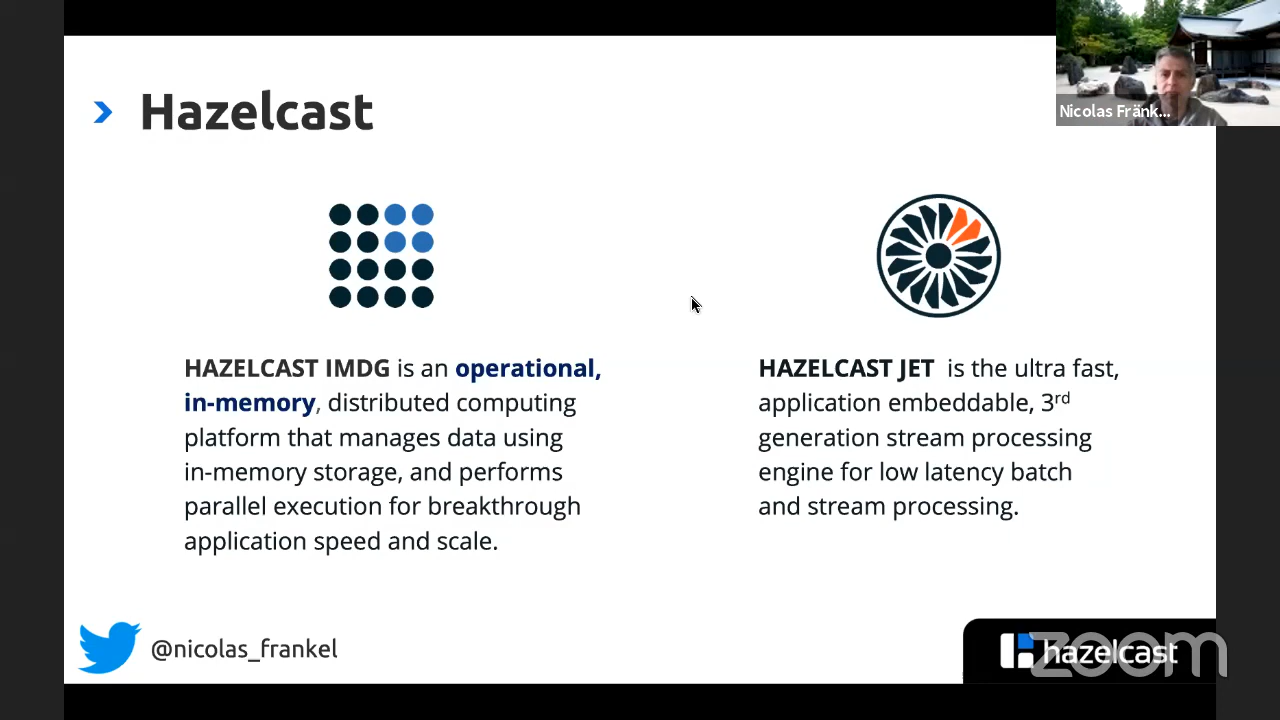 Hazelcast
Nicolas Fränk...
HAZELCAST IMDG is an operational,
in-memory, distributed computing
platform that manages data using
in-memory storage, and performs
parallel execution for breakthrough
application speed and scale.
HAZELCAST JET is the ultra fast,
application embeddable, 3rd
generation stream processing
engine for low latency batch
and stream processing.
@nicolas_frankel
hazelcast
zoom